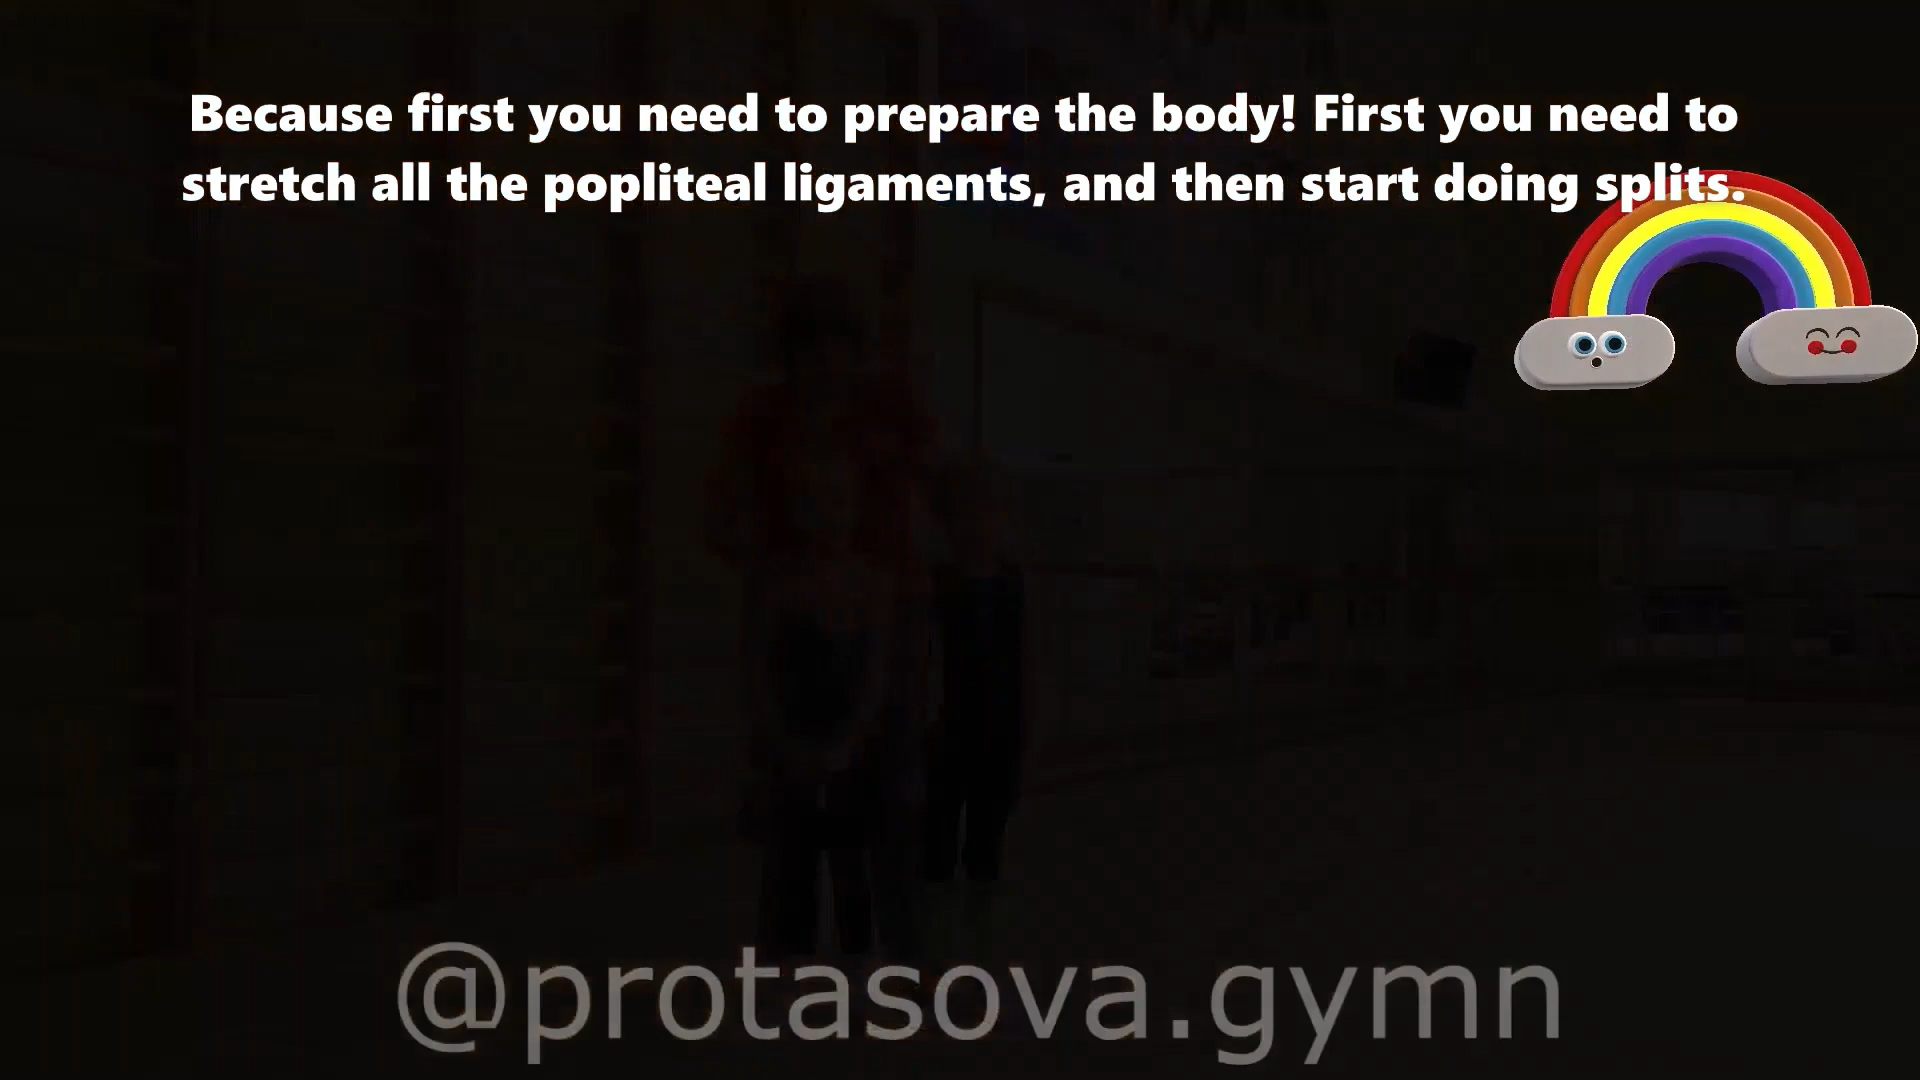 Because first you need to prepare the body! First you need to
stretch all the popliteal ligaments, and then start doing splits.
@protasova.gymn